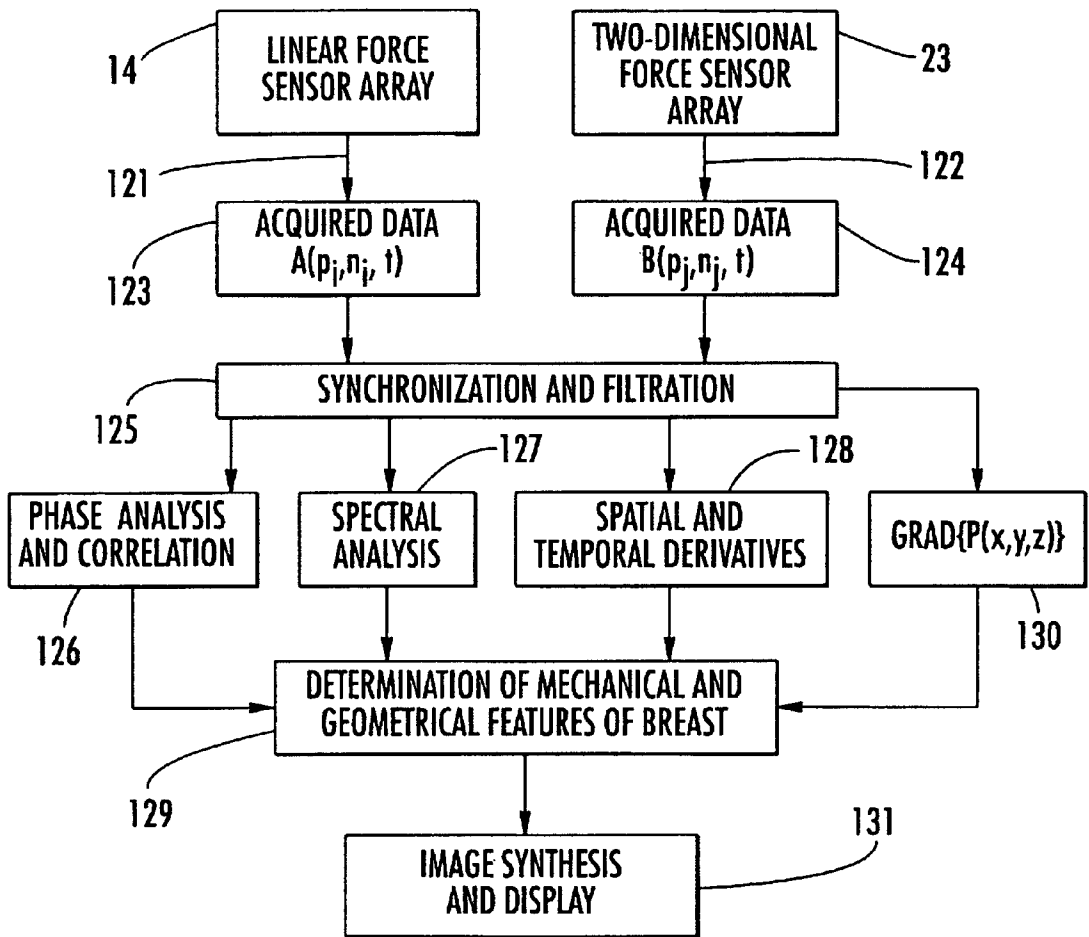 14
LINEAR FORCE
SENSOR ARRAY
TWO-DIMENSIONAL
FORCE SENSOR
ARRAY
23
121
122
123
ACQUIRED DATA
A(pi,ni, t)
ACQUIRED DATA
B(pj,nj, t)
124
125
SYNCHRONIZATION AND FILTRATION
127
128
PHASE ANALYSIS
AND CORRELATION
SPECTRAL
ANALYSIS
SPATIAL AND
TEMPORAL DERIVATIVES
GRAD{P(x,y,z)}
126
130
DETERMINATION OF MECHANICAL AND
GEOMETRICAL FEATURES OF BREAST
129
131
IMAGE SYNTHESIS
AND DISPLAY